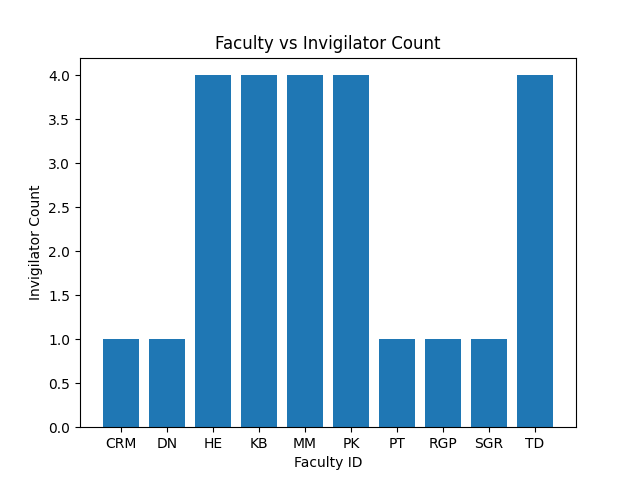 Faculty vs Invigilator Count
Invigilator Count
4.0
3.5
3.0
2.5
2.0
1.5
1.0
0.5
0.0
CRM DN HE KB MM PK PT RGP SGR TD
Faculty ID